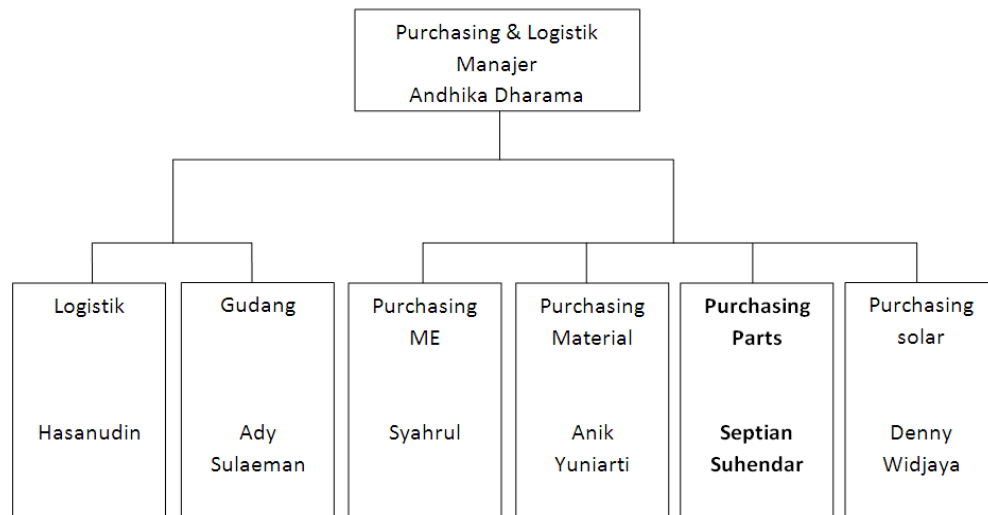 Purchasing & Logistik
Manajer
Andhika Dharama
Logistik
Hasanudin
Gudang
Ady
Sulaeman
Purchasing
ME
Syahrul
Purchasing
Material
Anik
Yuniarti
Purchasing
Parts
Septian
Suhendar
Purchasing
solar
Denny
Widjaya